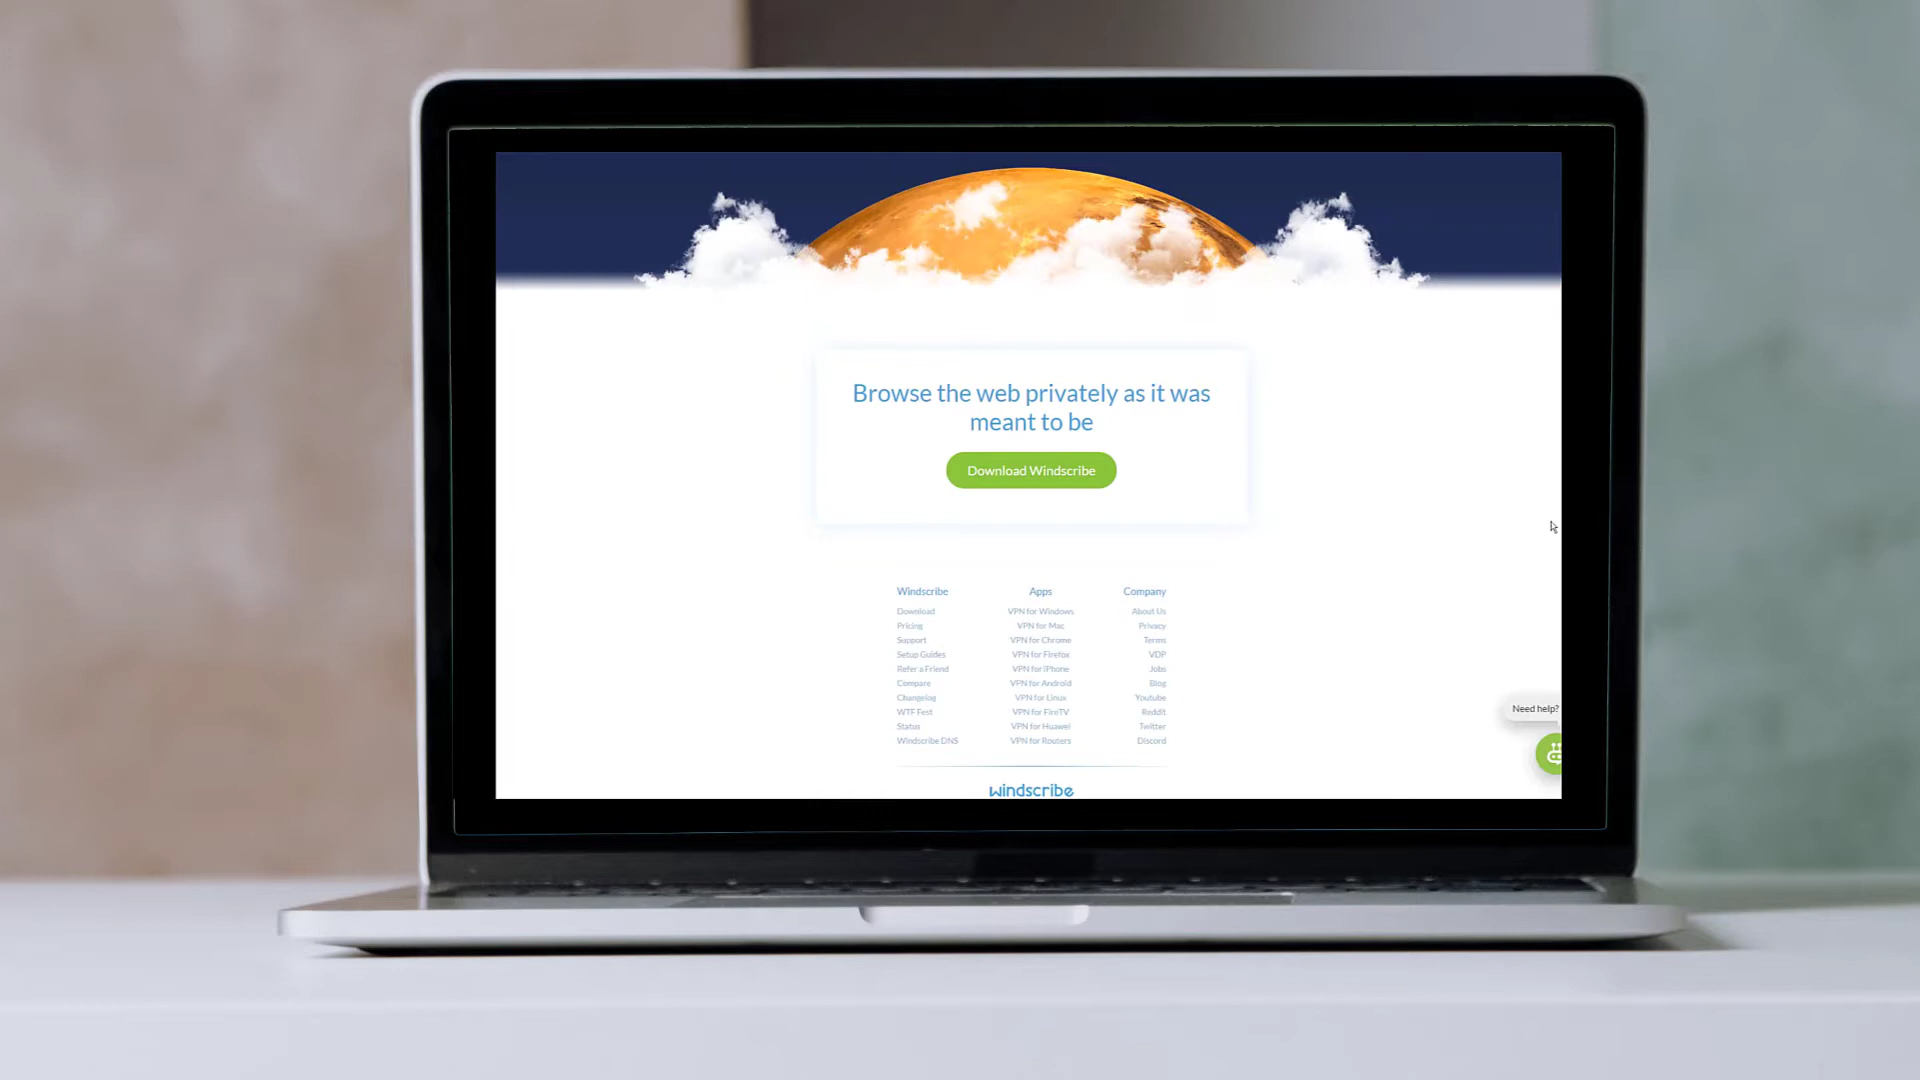 Browse the web privately as it was
meant to be
Download Windscribe
Need help?
Windscribe
Download
Pricing
Support
Setup Guides
Refer a Friend
Compare
Changelog
WTF Fest
Status
Windscribe DNS
Apps
VPN for Windows
VPN for Mac
VPN for Chrome
VPN for Firefox
VPN for iPhone
VPN for Android
VPN for Linux
VPN for FireTV
VPN for Huawei
VPN for Routers
Company
About Us
Privacy
Terms
VDP
Jobs
Blog
Youtube
Reddit
Twitter
Discord
windscribe